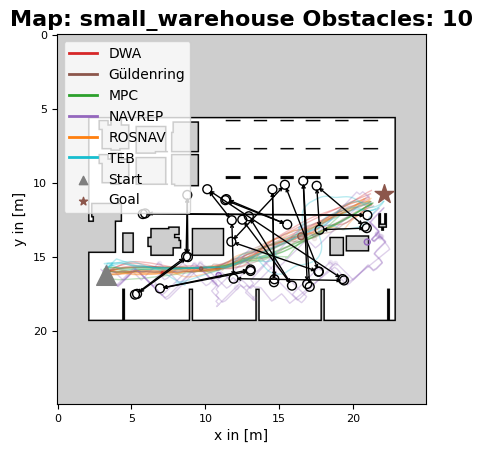 Map: small_warehouse Obstacles: 10
DWA
Güldenring
MPC
NAVREP
ROSNAV
TEB
Start
Goal
0
5
10
15
20
y in [m]
0 5 10 15 20
x in [m]